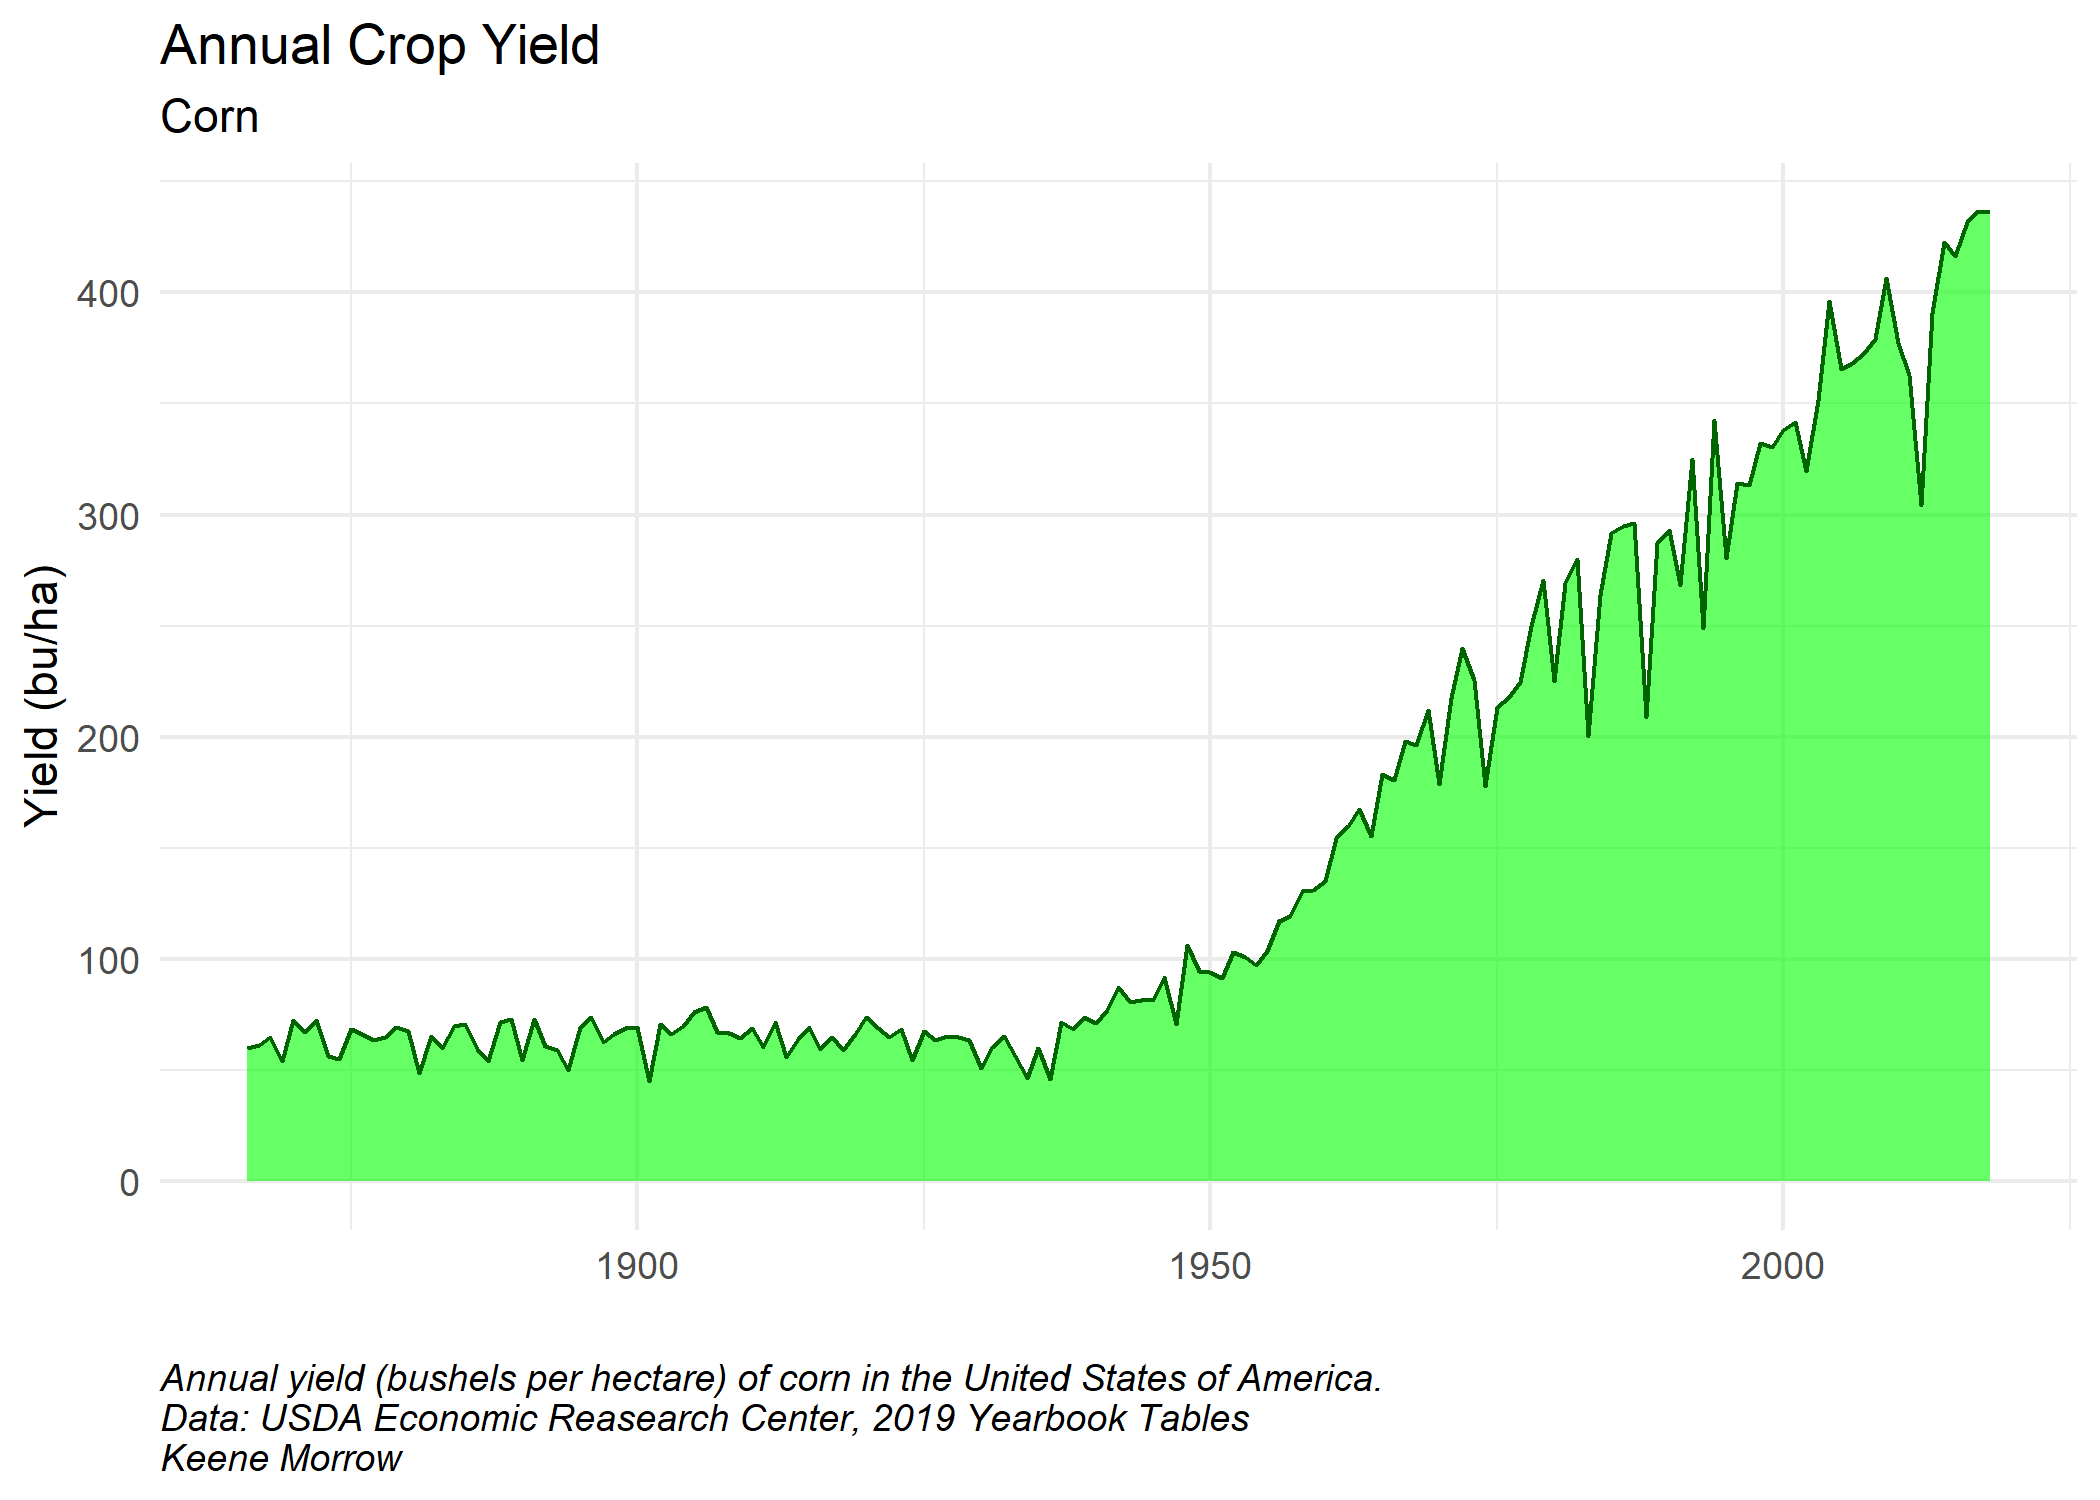 Annual Crop Yield
Corn
Yield (bu/ha)
400
300
200
100
0
1900
1950
2000
Annual yield (bushels per hectare) of corn in the United States of America.
Data: USDA Economic Reasearch Center, 2019 Yearbook Tables
Keene Morrow